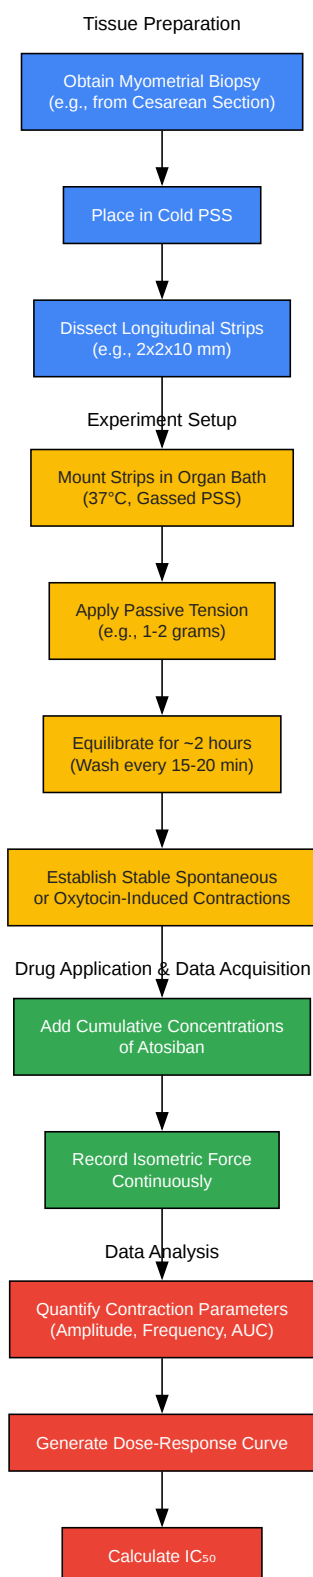 Tissue Preparation
Obtain Myometrial Biopsy
(e.g., from Cesarean Section)
Place in Cold PSS
Dissect Longitudinal Strips
(e.g., 2x2x10 mm)
Experiment Setup
Mount Strips in Organ Bath
(37°C, Gassed PSS)
Apply Passive Tension
(e.g., 1-2 grams)
Equilibrate for ~2 hours
(Wash every 15-20 min)
Establish Stable Spontaneous
or Oxytocin-Induced Contractions
Drug Application & Data Acquisition
Add Cumulative Concentrations
of Atosiban
Record Isometric Force
Continuously
Data Analysis
Quantify Contraction Parameters
(Amplitude, Frequency, AUC)
Generate Dose-Response Curve
Calculate IC₅₀